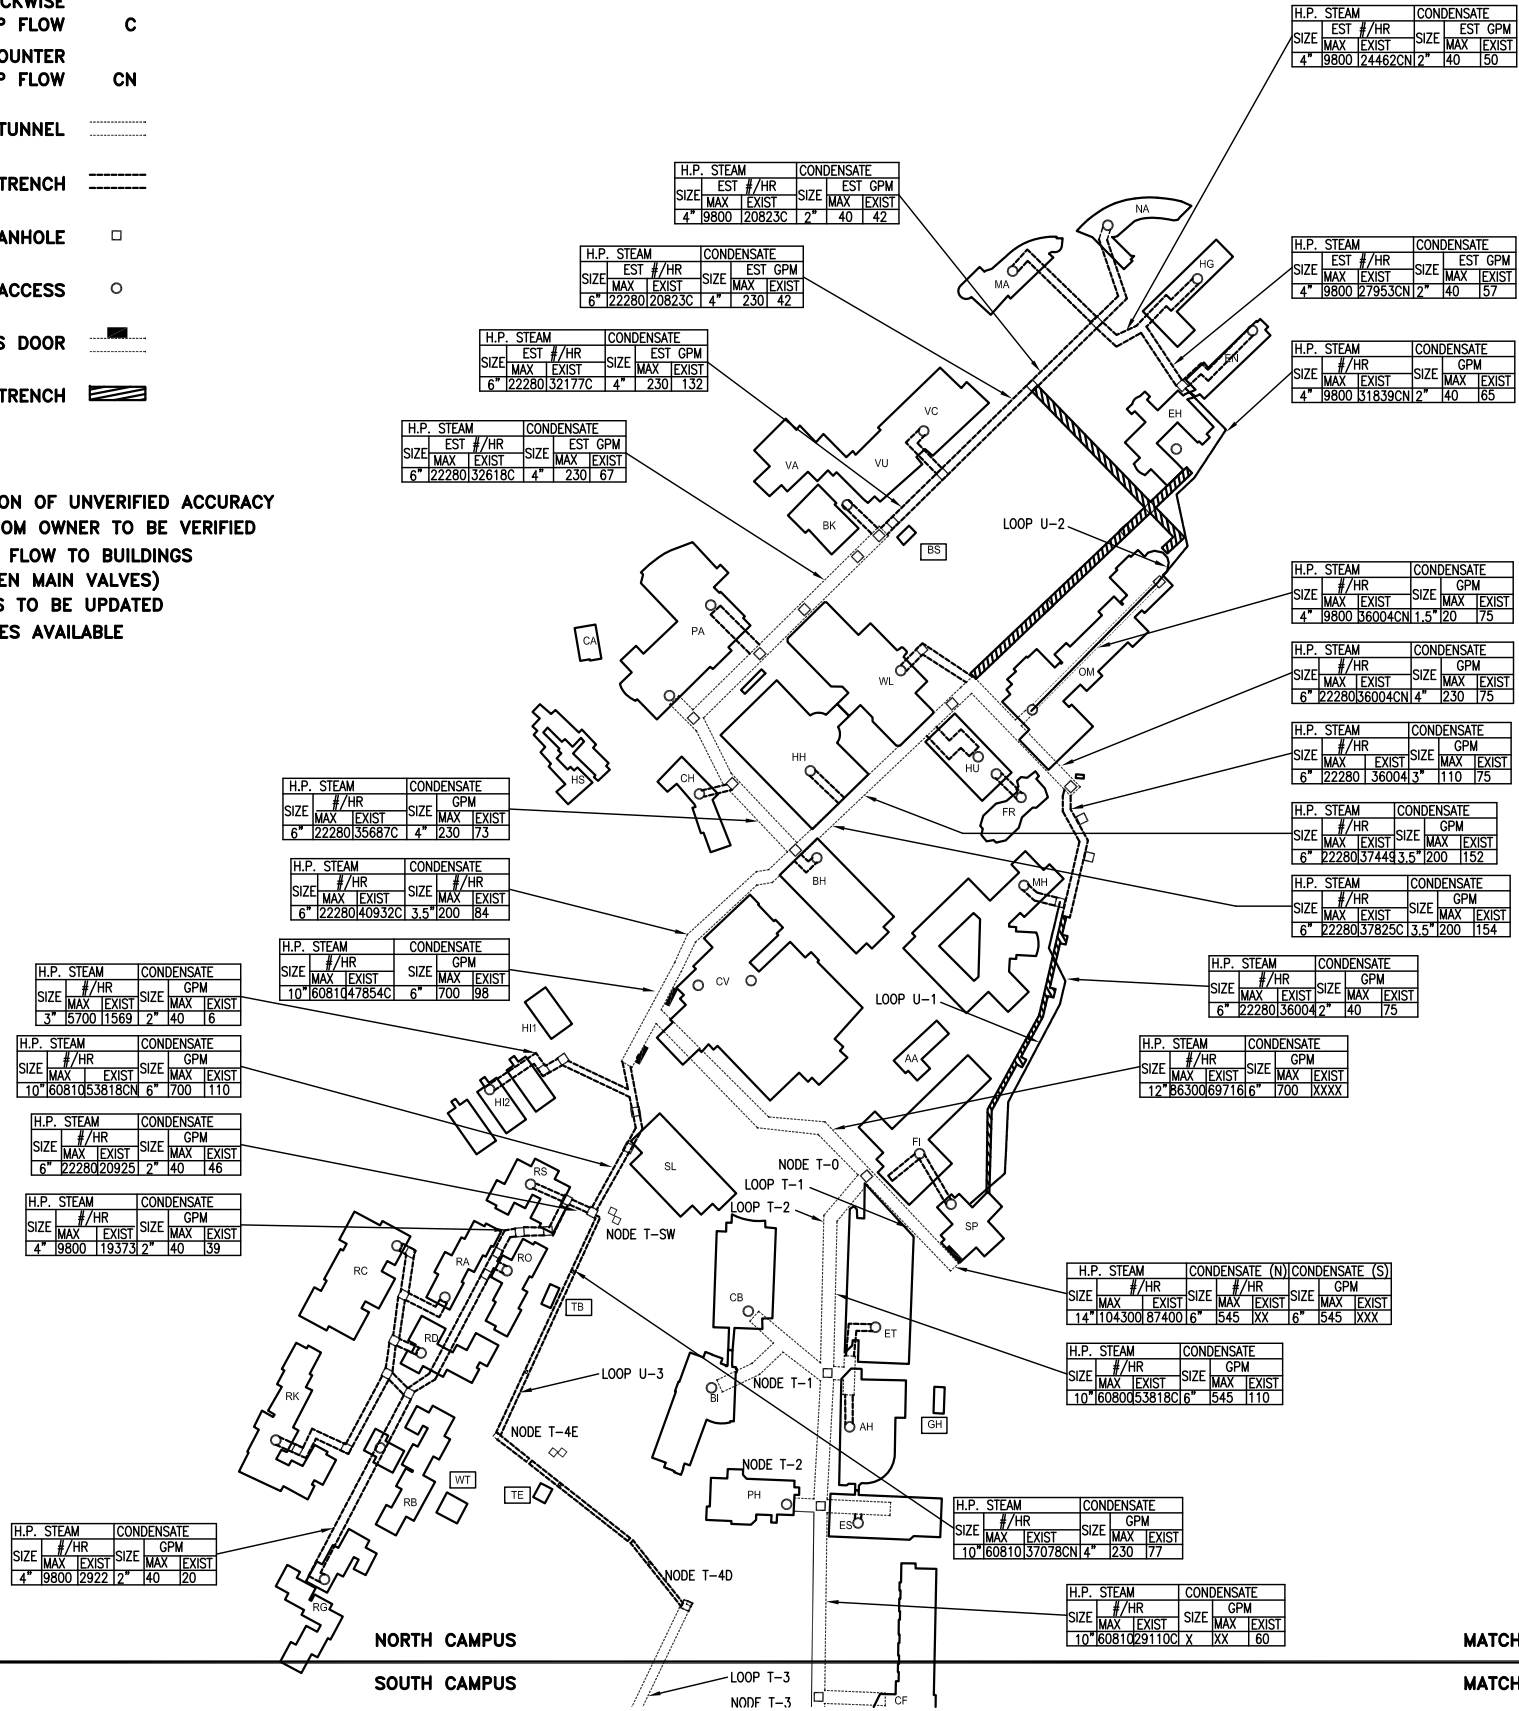 CKWISE
P FLOW C
OUNTER
P FLOW CN
TUNNEL
TRENCH
ANHOLE
ACCESS
S DOOR
TRENCH
ION OF UNVERIFIED ACCURACY
OM OWNER TO BE VERIFIED
FLOW TO BUILDINGS
EN MAIN VALVES)
S TO BE UPDATED
ES AVAILABLE
H.P. STEAM CONDENSATE
SIZE EST #/HR SIZE EST GPM
MAX EXIST MAX EXIST
4" 9800 24462CN 2" 40 50
H.P. STEAM CONDENSATE
SIZE EST #/HR SIZE EST GPM
MAX EXIST MAX EXIST
4" 9800 20823C 2" 40 42
H.P. STEAM CONDENSATE
SIZE EST #/HR SIZE EST GPM
MAX EXIST MAX EXIST
6" 22280 20823C 4" 230 42
H.P. STEAM CONDENSATE
SIZE EST #/HR SIZE EST GPM
MAX EXIST MAX EXIST
4" 9800 27953CN 2" 40 57
H.P. STEAM CONDENSATE
SIZE EST #/HR SIZE EST GPM
MAX EXIST MAX EXIST
6" 22280 32177C 4" 230 132
H.P. STEAM CONDENSATE
SIZE #/HR SIZE GPM
MAX EXIST MAX EXIST
4" 9800 31839CN 2" 40 65
H.P. STEAM CONDENSATE
SIZE EST #/HR SIZE EST GPM
MAX EXIST MAX EXIST
6" 22280 32618C 4" 230 67
NA
MA
HG
EN
EH
VC
VA
VU
BK
BS
LOOP U-2
PA
CA
WL
OM
HH
HU
FR
HS
CH
BH
MH
H.P. STEAM CONDENSATE
SIZE #/HR SIZE GPM
MAX EXIST MAX EXIST
4" 9800 36004CN 1.5" 20 75
H.P. STEAM CONDENSATE
SIZE #/HR SIZE GPM
MAX EXIST MAX EXIST
6" 22280 36004CN 4" 230 75
H.P. STEAM CONDENSATE
SIZE #/HR SIZE GPM
MAX EXIST MAX EXIST
6" 22280 36004 3" 110 75
H.P. STEAM CONDENSATE
SIZE #/HR SIZE GPM
MAX EXIST MAX EXIST
6" 22280 35687C 4" 230 73
H.P. STEAM CONDENSATE
SIZE #/HR SIZE GPM
MAX EXIST MAX EXIST
6" 22280 37449 3.5" 200 152
H.P. STEAM CONDENSATE
SIZE #/HR SIZE #/HR
MAX EXIST MAX EXIST
6" 22280 40932C 3.5" 200 84
H.P. STEAM CONDENSATE
SIZE #/HR SIZE GPM
MAX EXIST MAX EXIST
6" 22280 37825C 3.5" 200 154
H.P. STEAM CONDENSATE
SIZE #/HR SIZE GPM
MAX EXIST MAX EXIST
10" 60810 47854C 6" 700 98
H.P. STEAM CONDENSATE
SIZE #/HR SIZE GPM
MAX EXIST MAX EXIST
6" 22280 36004 2" 40 75
H.P. STEAM CONDENSATE
SIZE #/HR SIZE GPM
MAX EXIST MAX EXIST
3" 5700 1569 2" 40 6
CV
LOOP U-1
HI1
AA
H.P. STEAM CONDENSATE
SIZE #/HR SIZE GPM
MAX EXIST MAX EXIST
10" 60810 53818CN 6" 700 110
H.P. STEAM CONDENSATE
SIZE #/HR SIZE GPM
MAX EXIST MAX EXIST
12" 86300 69716 6" 700 XXXX
HI2
H.P. STEAM CONDENSATE
SIZE #/HR SIZE GPM
MAX EXIST MAX EXIST
6" 22280 20925 2" 40 46
FI
NODE T-0
SL
RS
LOOP T-1
LOOP T-2
H.P. STEAM CONDENSATE
SIZE #/HR SIZE GPM
MAX EXIST MAX EXIST
4" 9800 19373 2" 40 39
SP
NODE T-SW
RC
RA
RO
H.P. STEAM CONDENSATE (N) CONDENSATE (S)
SIZE #/HR SIZE #/HR SIZE GPM
MAX EXIST MAX EXIST MAX EXIST
14" 104300 87400 6" 545 XX 6" 545 XXX
CB
TB
RD
ET
H.P. STEAM CONDENSATE
SIZE #/HR SIZE GPM
MAX EXIST MAX EXIST
10" 60800 53818C 6" 545 110
LOOP U-3
NODE T-1
RK
BI
GH
AH
NODE T-4E
NODE T-2
WT
TE
RB
PH
ES
H.P. STEAM CONDENSATE
SIZE #/HR SIZE GPM
MAX EXIST MAX EXIST
10" 60810 37078CN 4" 230 77
H.P. STEAM CONDENSATE
SIZE #/HR SIZE GPM
MAX EXIST MAX EXIST
4" 9800 2922 2" 40 20
NODE T-4D
RG
H.P. STEAM CONDENSATE
SIZE #/HR SIZE GPM
MAX EXIST MAX EXIST
10" 60810 29110C X XX 60
NORTH CAMPUS MATCH
SOUTH CAMPUS MATCH
LOOP T-3
NODE T-3
CF